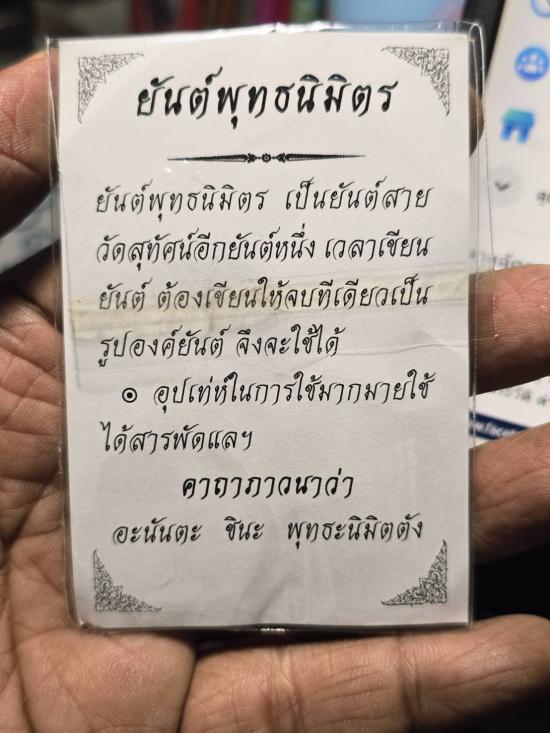 ยันต์พุทธนิมิตร
ยันต์พุทธนิมิตร เป็นยันต์สาย
วัดสุทัศน์อีกยันต์หนึ่ง เวลาเขียน
ยันต์ ต้องเขียนให้จบทีเดียวเป็น
รูปองค์ยันต์ จึงจะใช้ได้
๏ อุปเท่ห์ในการใช้มากมายใช้
ได้สารพัดแลฯ
คาถาภาวนาว่า
อะนันตะ ชินะ พุทธะนิมิตตัง